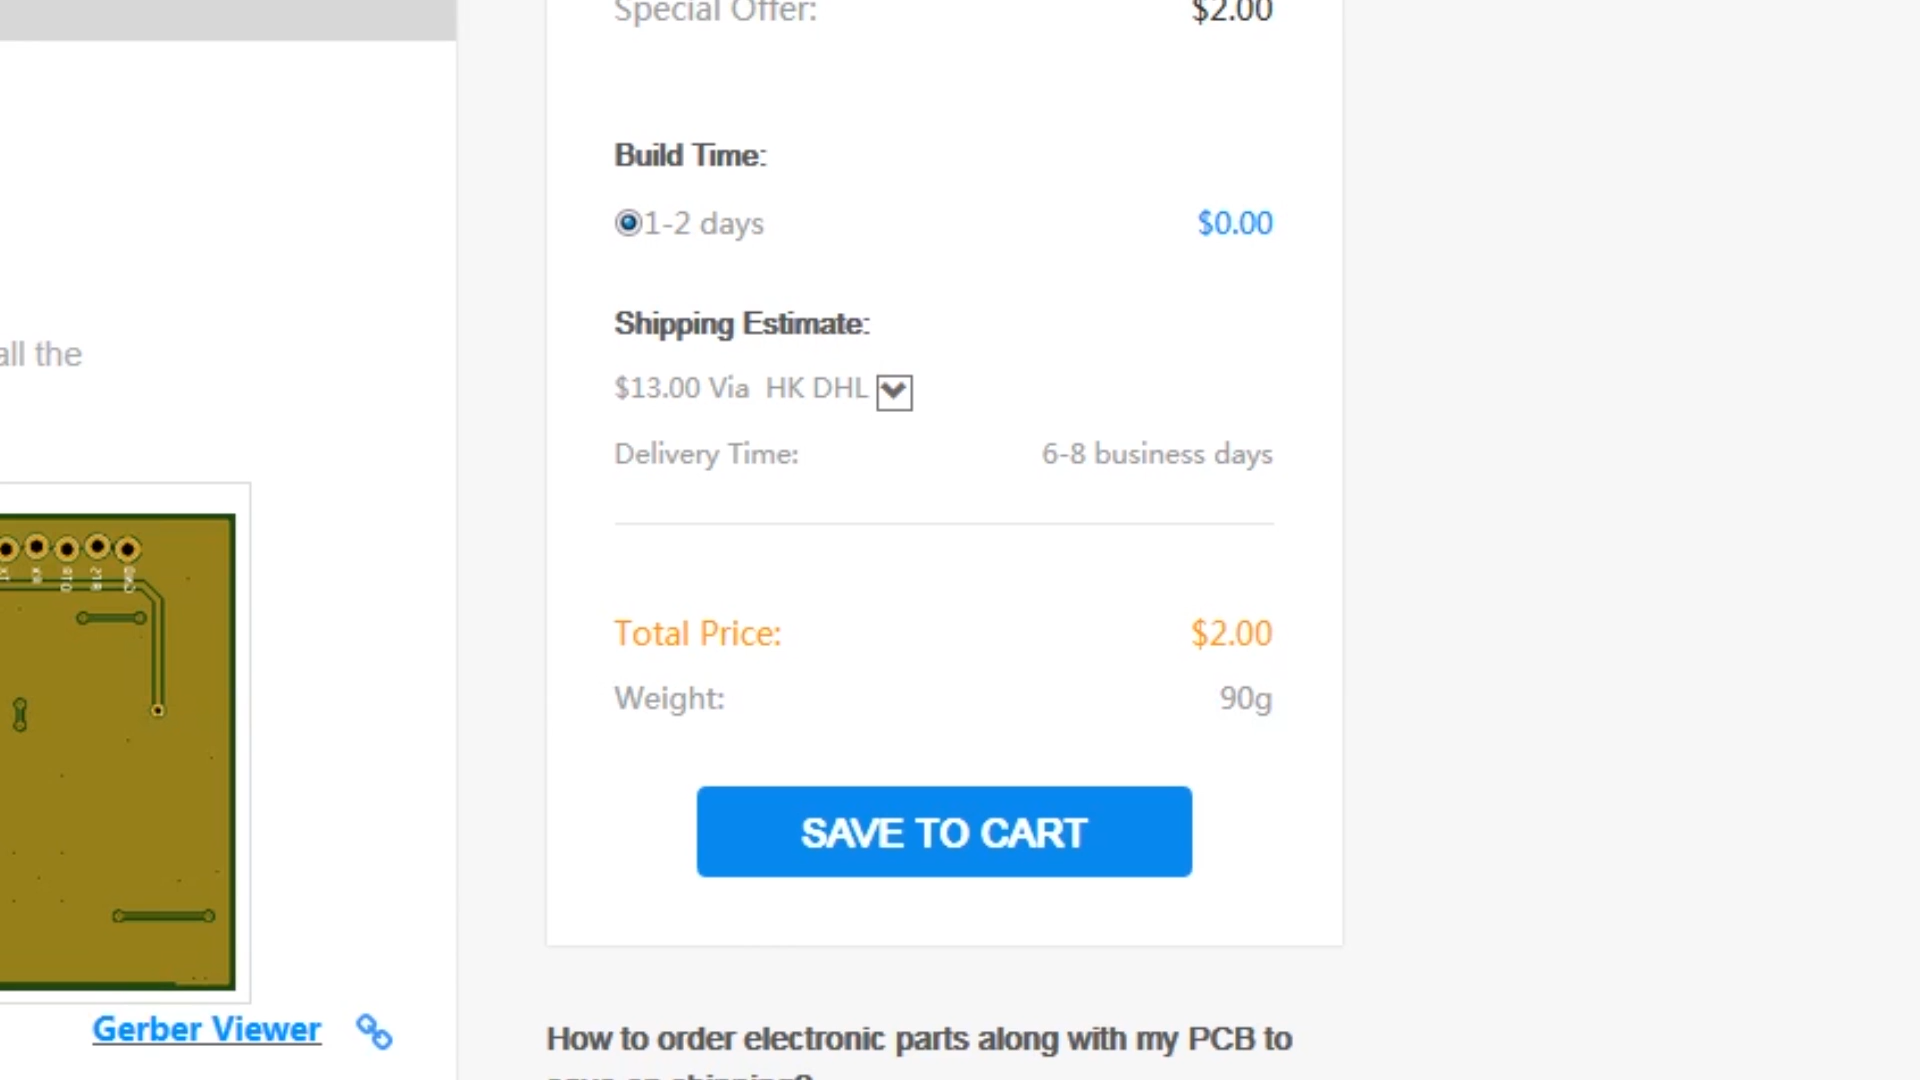 Special Offer: $2.00
Build Time:
1-2 days $0.00
Shipping Estimate:
all the
$13.00 Via HK DHL
Delivery Time: 6-8 business days
Total Price: $2.00
Weight: 90g
SAVE TO CART
Gerber Viewer
How to order electronic parts along with my PCB to